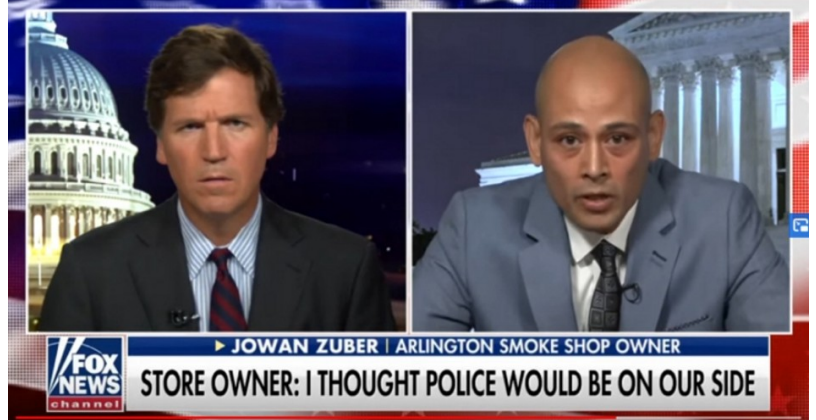 ► JOWAN ZUBER | ARLINGTON SMOKE SHOP OWNER
FOX
NEWS
channel
STORE OWNER: I THOUGHT POLICE WOULD BE ON OUR SIDE